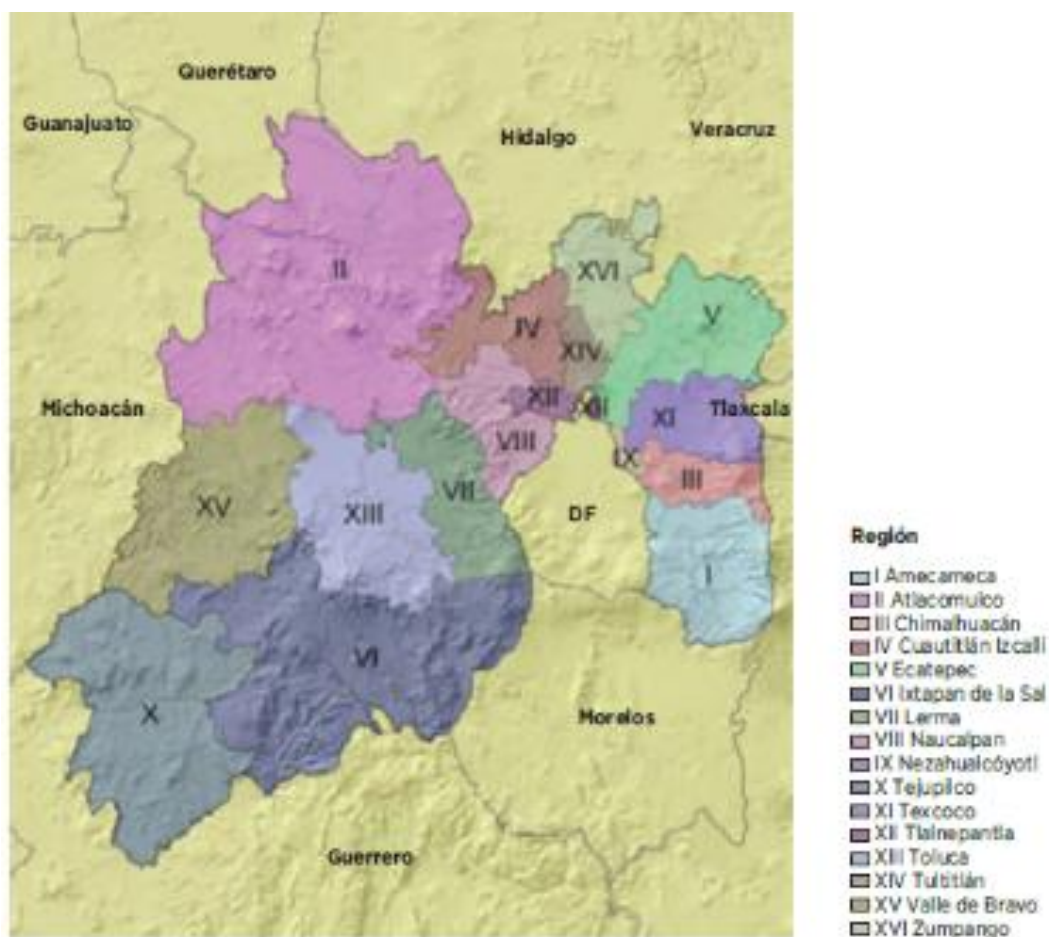 Querétaro
Guanajuato
Hidalgo
Veracruz
II
XVI
IV
V
XIV
Michoacán
XII
XII
XI
Tlaxcala
VIII
IX
III
XV
XIII
VII
DF
I
VI
X
Morelos
Guerrero
Región
I Amecameca
II Atlacomulco
III Chimalhuacán
IV Cuautitlán Izcalli
V Ecatepec
VI Ixtapan de la Sal
VII Lerma
VIII Naucalpan
IX Nezahualcóyotl
X Tejupilco
XI Texcoco
XII Tlalnepantla
XIII Toluca
XIV Tultitlán
XV Valle de Bravo
XVI Zumpango